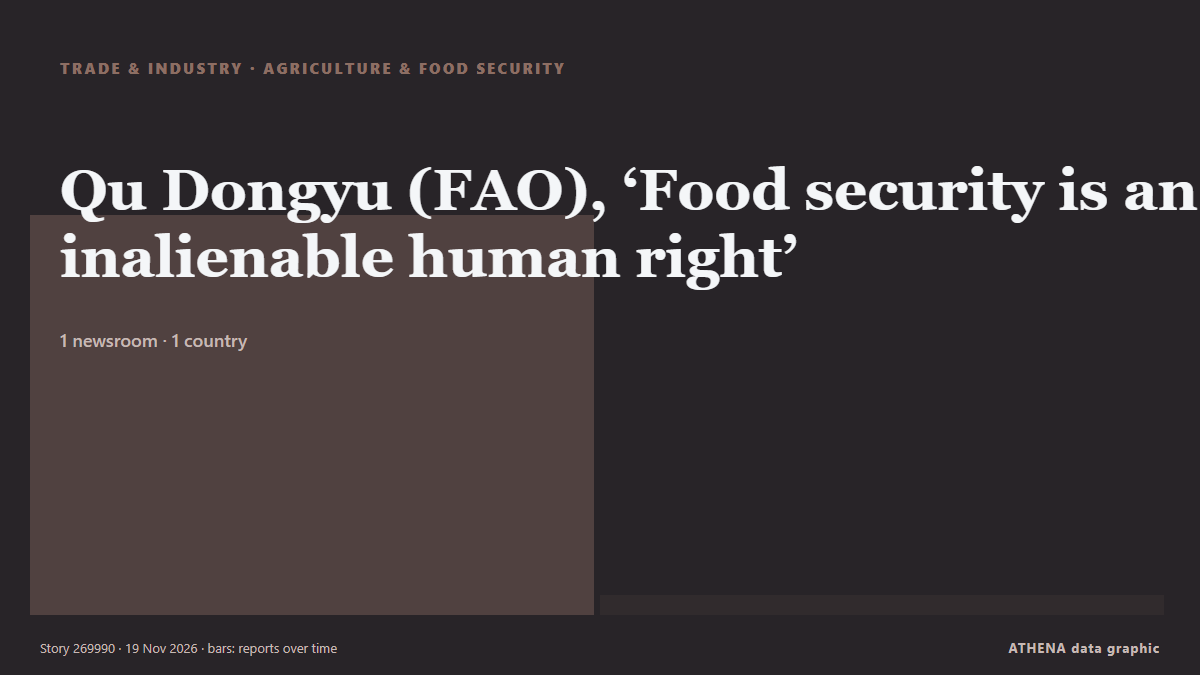 TRADE & INDUSTRY · AGRICULTURE & FOOD SECURITY
Qu Dongyu (FAO), ‘Food security is an
inalienable human right’
1 newsroom · 1 country
Story 269990 · 19 Nov 2026 · bars: reports over time
ATHENA data graphic